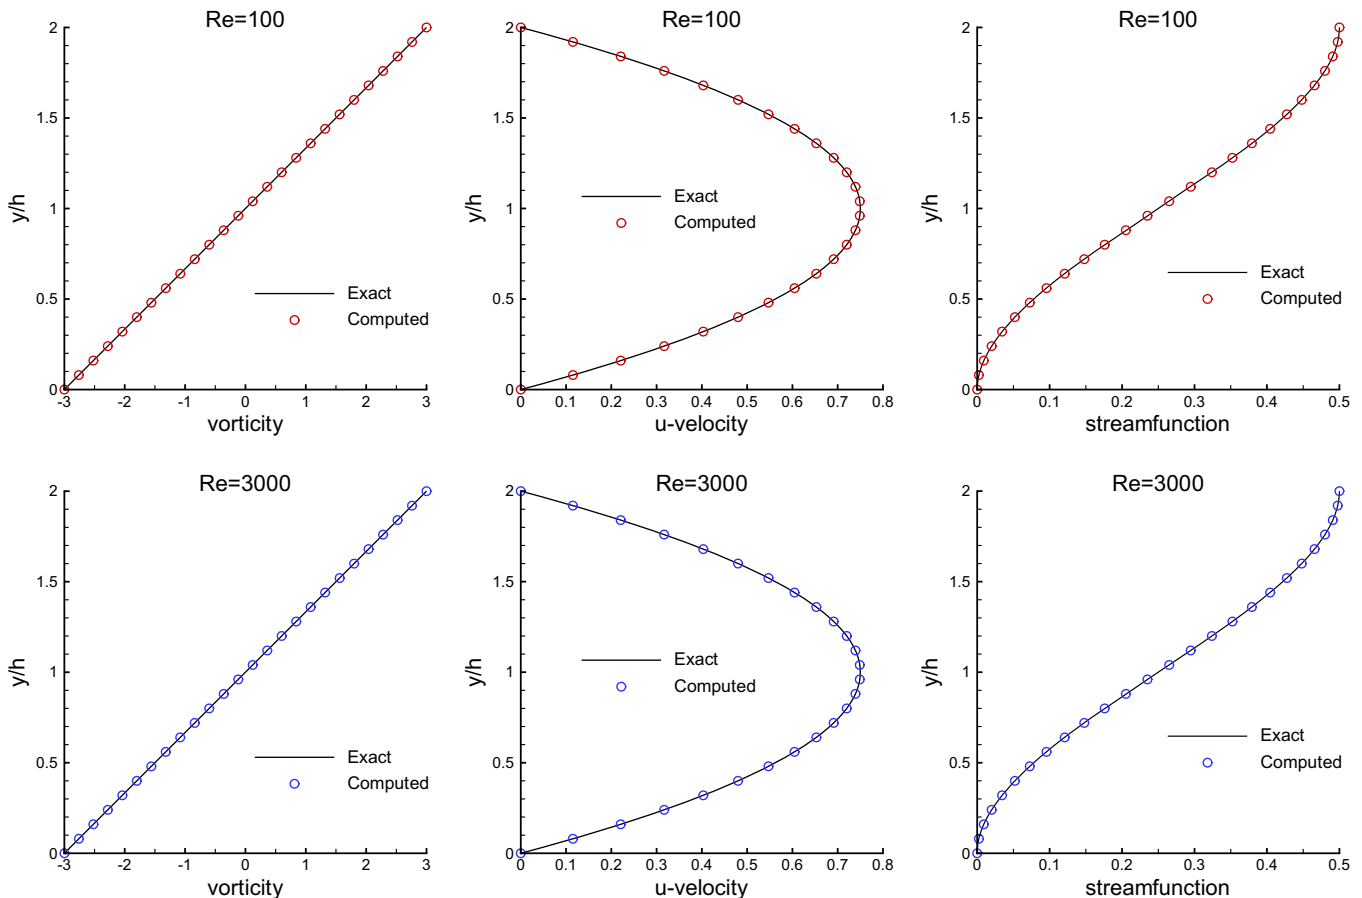 Re=100
2
1.5
1
0.5
0
y/h
Exact
Computed
-3 -2 -1 0 1 2 3
vorticity
Re=100
2
1.5
1
0.5
0
y/h
Exact
Computed
0 0.1 0.2 0.3 0.4 0.5 0.6 0.7 0.8
u-velocity
Re=100
2
1.5
1
0.5
0
y/h
Exact
Computed
0 0.1 0.2 0.3 0.4 0.5
streamfunction
Re=3000
2
1.5
1
0.5
0
y/h
Exact
Computed
-3 -2 -1 0 1 2 3
vorticity
Re=3000
2
1.5
1
0.5
0
y/h
Exact
Computed
0 0.1 0.2 0.3 0.4 0.5 0.6 0.7 0.8
u-velocity
Re=3000
2
1.5
1
0.5
0
y/h
Exact
Computed
0 0.1 0.2 0.3 0.4 0.5
streamfunction